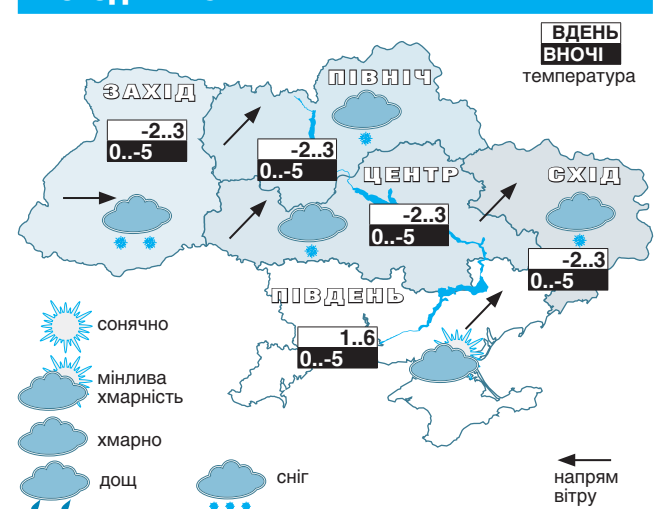 ВДЕНЬ
ВНОЧІ
температура
ПІВНІЧ
ЗАХІД
-2..3
0..-5
-2..3
0..-5
ЦЕНТР
СХІД
-2..3
0..-5
-2..3
0..-5
ПІВДЕНЬ
1..6
0..-5
сонячно
мінлива
хмарність
хмарно
дощ
сніг
напрям
вітру